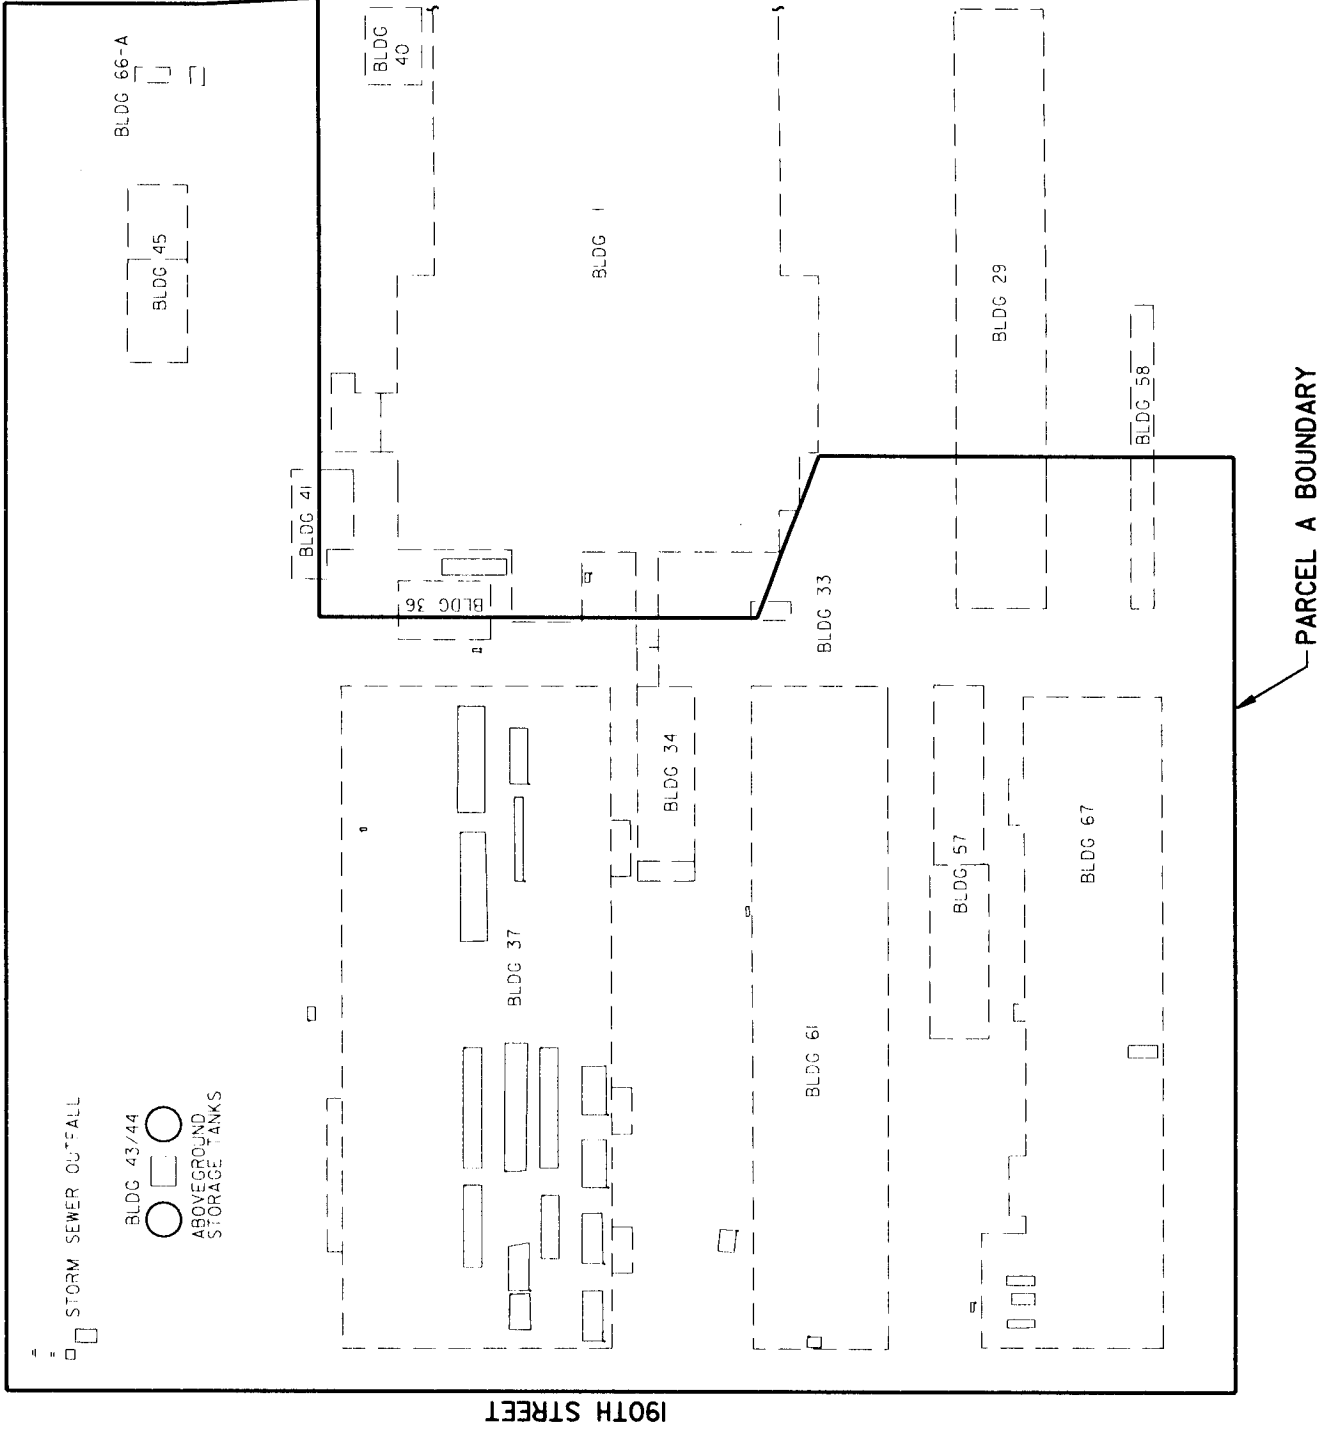 BLDG 66-A
BLDG
40
BLDG 45
BLDG 1
BLDG 29
BLDG 41
BLDG 58
BLDG 36
BLDG 33
BLDG 34
BLDG 37
BLDG 57
BLDG 67
BLDG 61
STORM SEWER OUTFALL
BLDG 43/44
ABOVEGROUND
STORAGE TANKS
PARCEL A BOUNDARY
190TH STREET